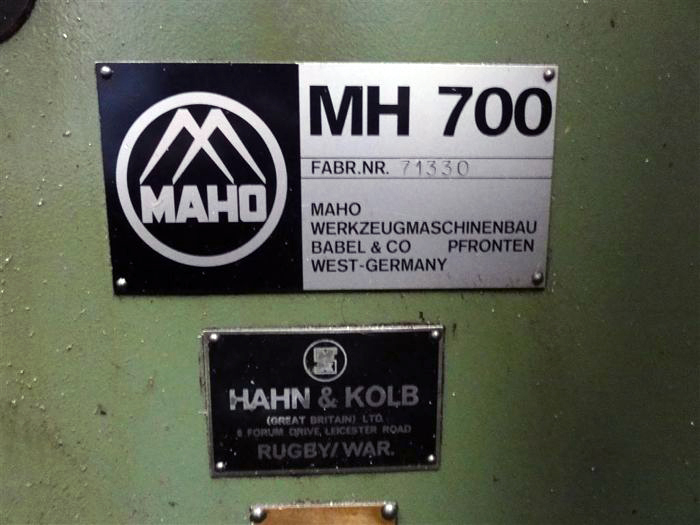 MAHO
MH 700
FABR.NR. 71330
MAHO
WERKZEUGMASCHINENBAU
BABEL & CO PFRONTEN
WEST-GERMANY
HAHN & KOLB
(GREAT BRITAIN) LTD.
6 FORUM DRIVE, LEICESTER ROAD
RUGBY/WAR.